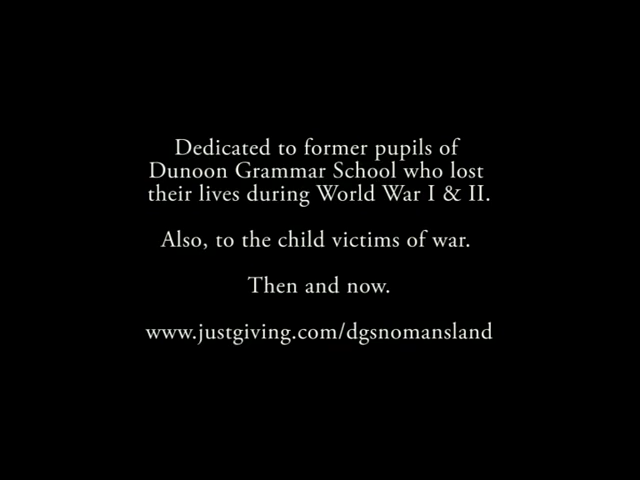 Dedicated to former pupils of
Dunoon Grammar School who lost
their lives during World War I & II.
Also, to the child victims of war.
Then and now.
www.justgiving.com/dgsnomansland